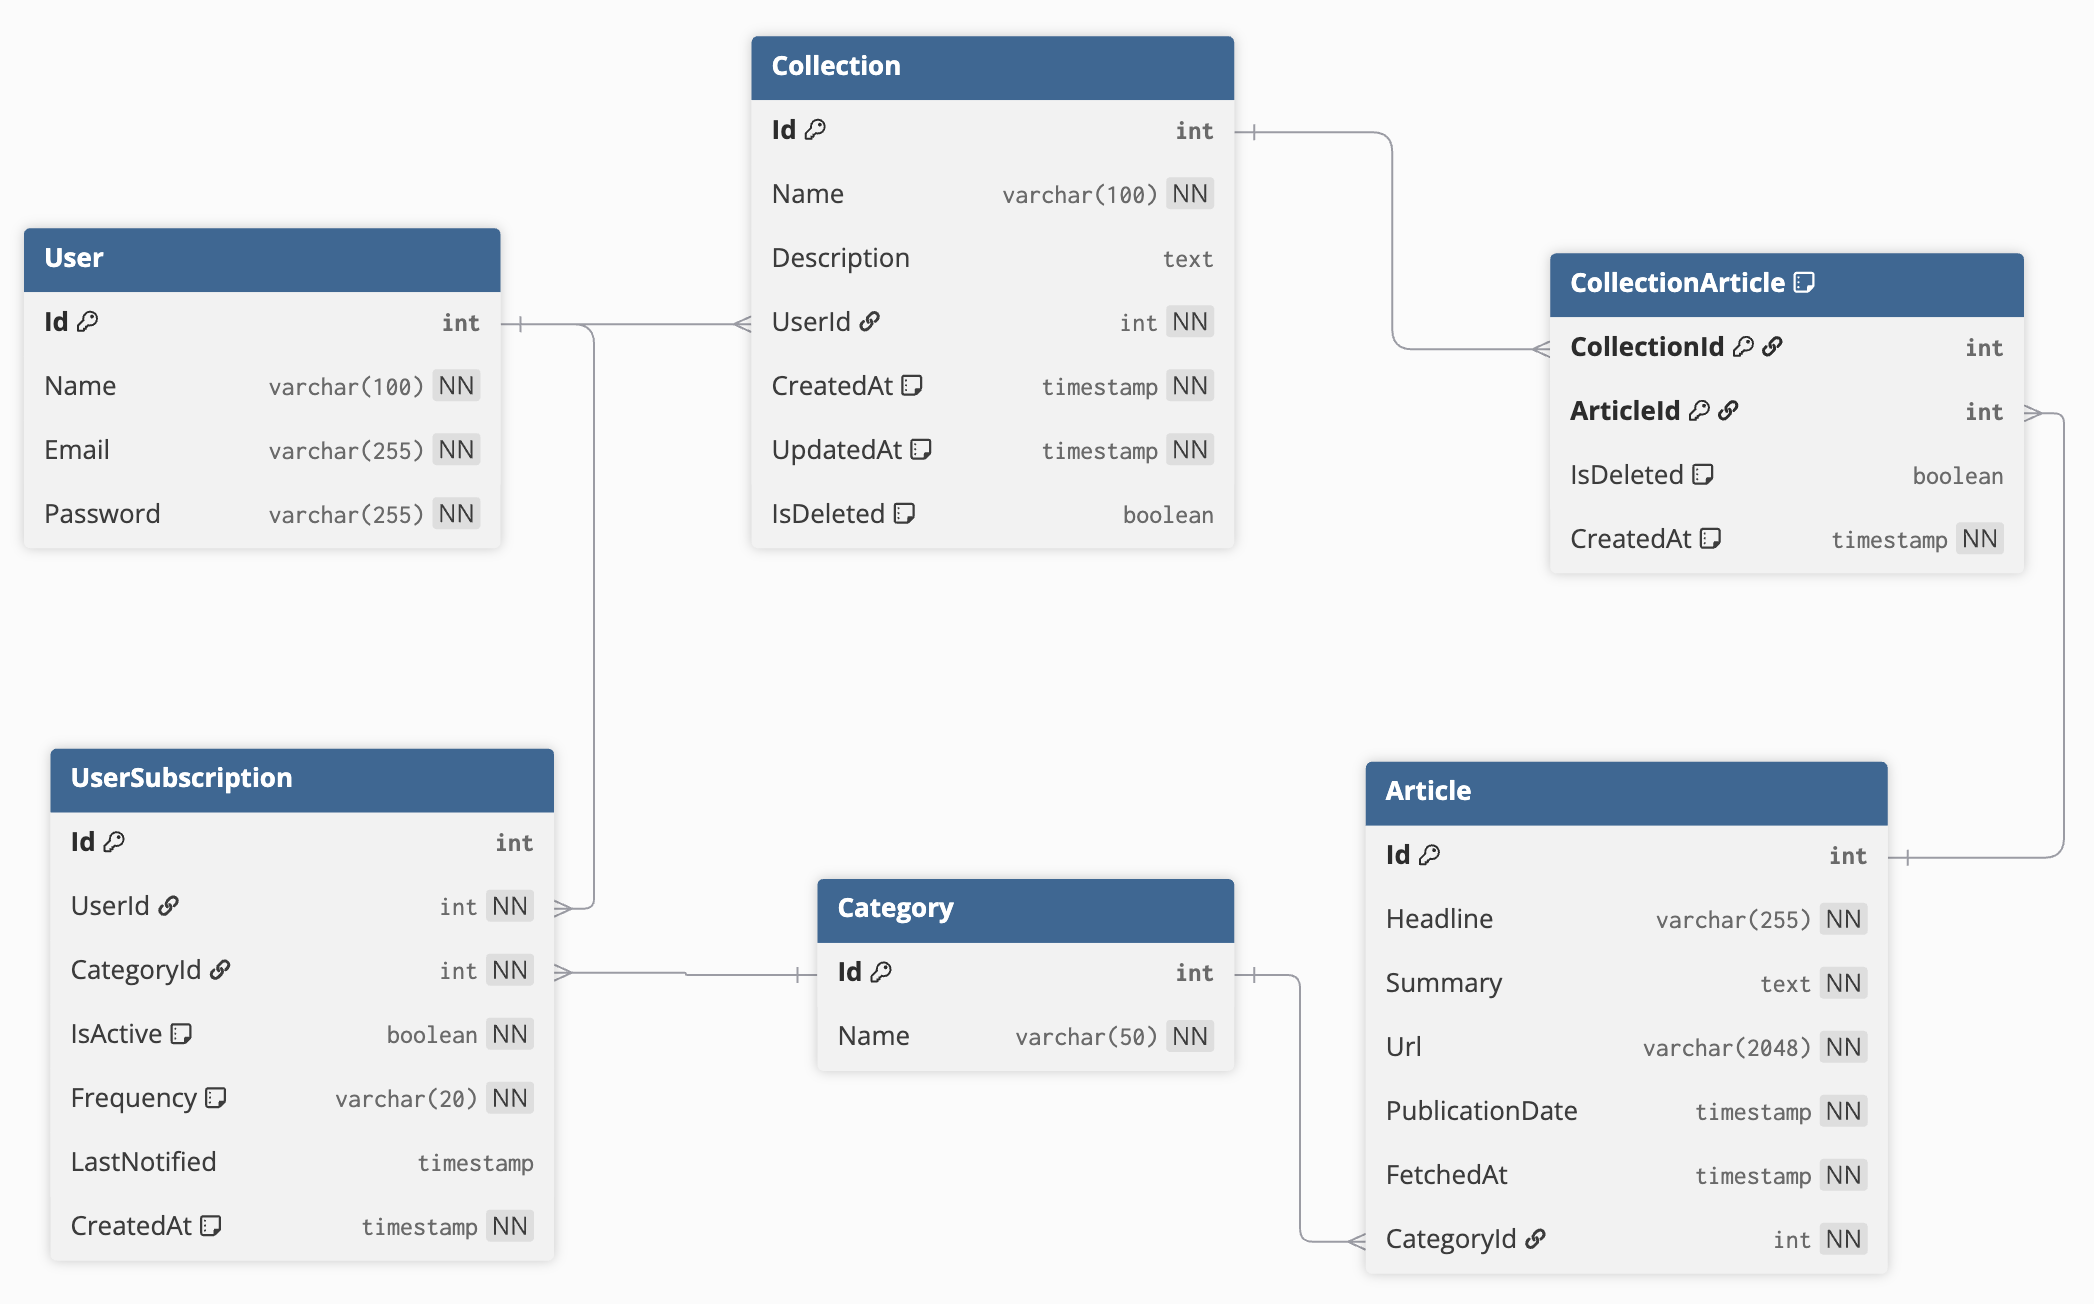 Collection
Id int
Name varchar(100) NN
Description text
UserId int NN
CreatedAt timestamp NN
UpdatedAt timestamp NN
IsDeleted boolean
User
Id int
Name varchar(100) NN
Email varchar(255) NN
Password varchar(255) NN
CollectionArticle
CollectionId int
ArticleId int
IsDeleted boolean
CreatedAt timestamp NN
UserSubscription
Id int
UserId int NN
CategoryId int NN
IsActive boolean NN
Frequency varchar(20) NN
LastNotified timestamp
CreatedAt timestamp NN
Category
Id int
Name varchar(50) NN
Article
Id int
Headline varchar(255) NN
Summary text NN
Url varchar(2048) NN
PublicationDate timestamp NN
FetchedAt timestamp NN
CategoryId int NN